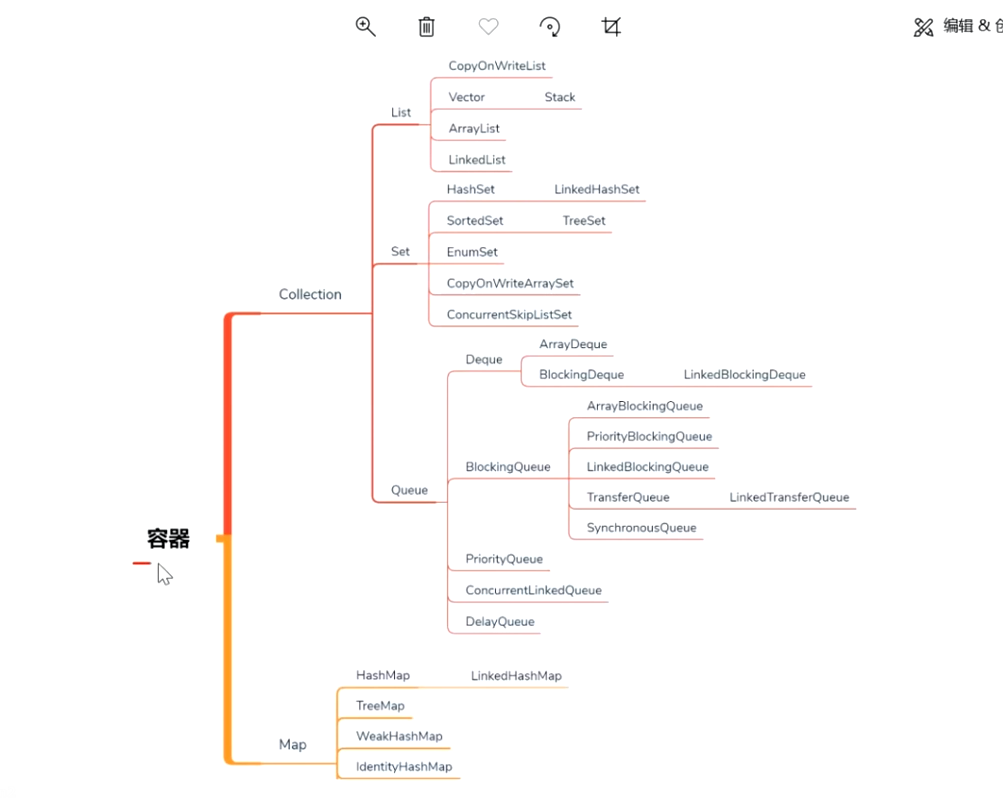 编辑 &
CopyOnWriteList
Vector Stack
List
ArrayList
LinkedList
HashSet LinkedHashSet
SortedSet TreeSet
Set EnumSet
CopyOnWriteArraySet
Collection
ConcurrentSkipListSet
ArrayDeque
Deque
BlockingDeque LinkedBlockingDeque
ArrayBlockingQueue
PriorityBlockingQueue
BlockingQueue LinkedBlockingQueue
Queue
TransferQueue LinkedTransferQueue
SynchronousQueue
容器
PriorityQueue
ConcurrentLinkedQueue
DelayQueue
HashMap LinkedHashMap
TreeMap
WeakHashMap
Map
IdentityHashMap